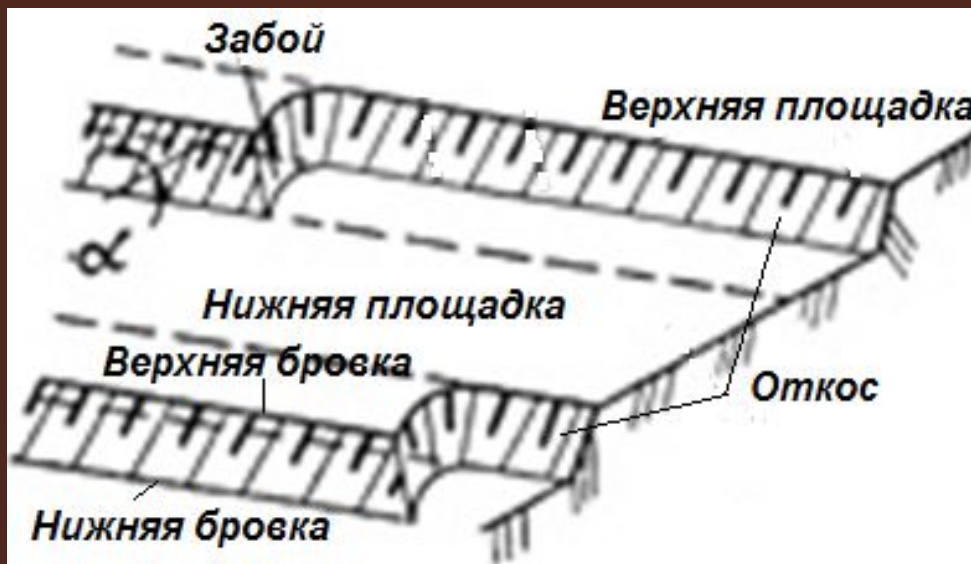 Забой
Верхняя площадка
α
Нижняя площадка
Верхняя бровка
Откос
Нижняя бровка